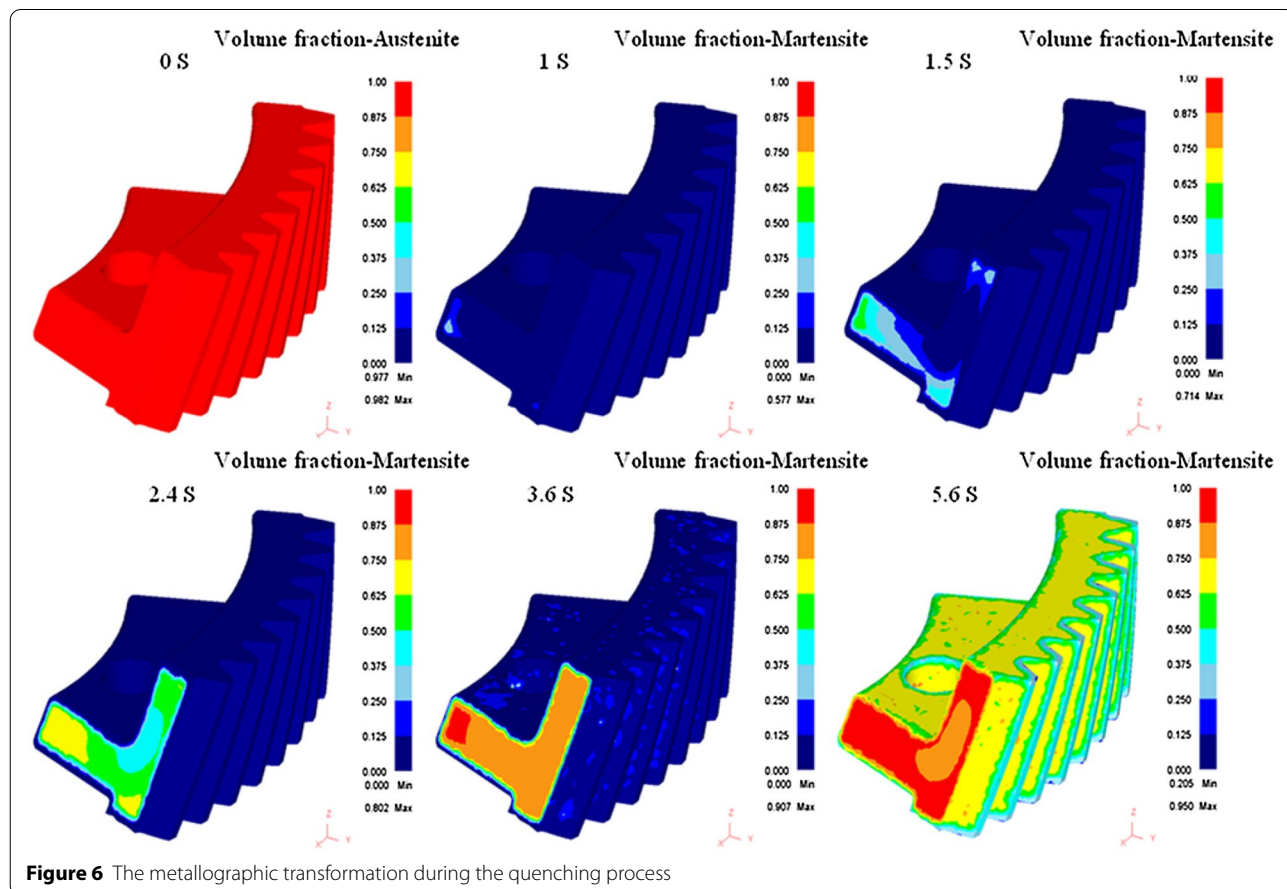 Volume fraction-Austenite
0 S
1.00
0.875
0.750
0.625
0.500
0.375
0.250
0.125
0.000
0.977 Min
0.982 Max
Z
X Y
Volume fraction-Martensite
1 S
1.00
0.875
0.750
0.625
0.500
0.375
0.250
0.125
0.000
0.000 Min
0.577 Max
Z
X Y
Volume fraction-Martensite
1.5 S
1.00
0.875
0.750
0.625
0.500
0.375
0.250
0.125
0.000
0.000 Min
0.714 Max
Z
X Y
Volume fraction-Martensite
2.4 S
1.00
0.875
0.750
0.625
0.500
0.375
0.250
0.125
0.000
0.000 Min
0.802 Max
Z
X Y
Volume fraction-Martensite
3.6 S
1.00
0.875
0.750
0.625
0.500
0.375
0.250
0.125
0.000
0.000 Min
0.907 Max
Z
X Y
Volume fraction-Martensite
5.6 S
1.00
0.875
0.750
0.625
0.500
0.375
0.250
0.125
0.000
0.205 Min
0.950 Max
Z
X Y
Figure 6 The metallographic transformation during the quenching process